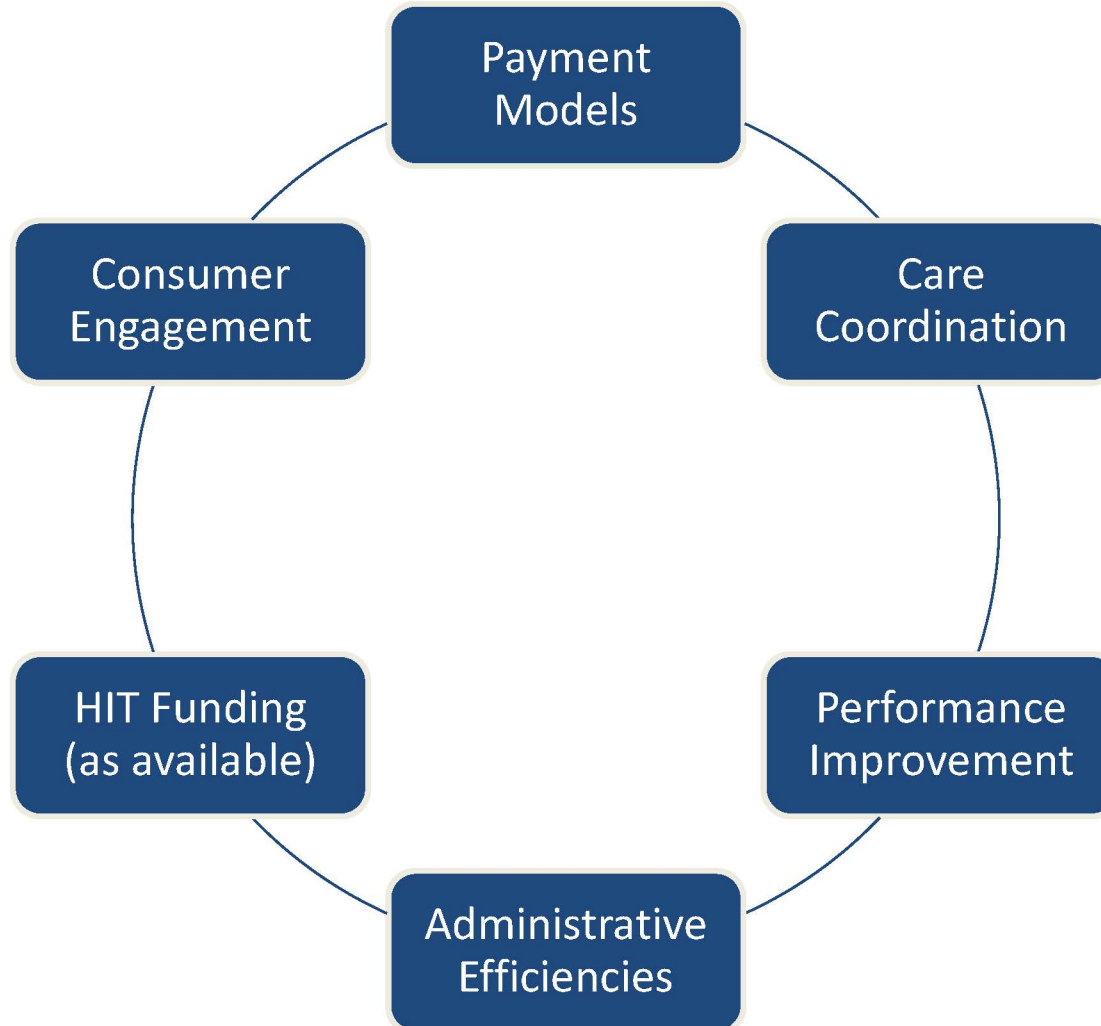 Payment
Models
Care
Coordination
Performance
Improvement
Administrative
Efficiencies
HIT Funding
(as available)
Consumer
Engagement